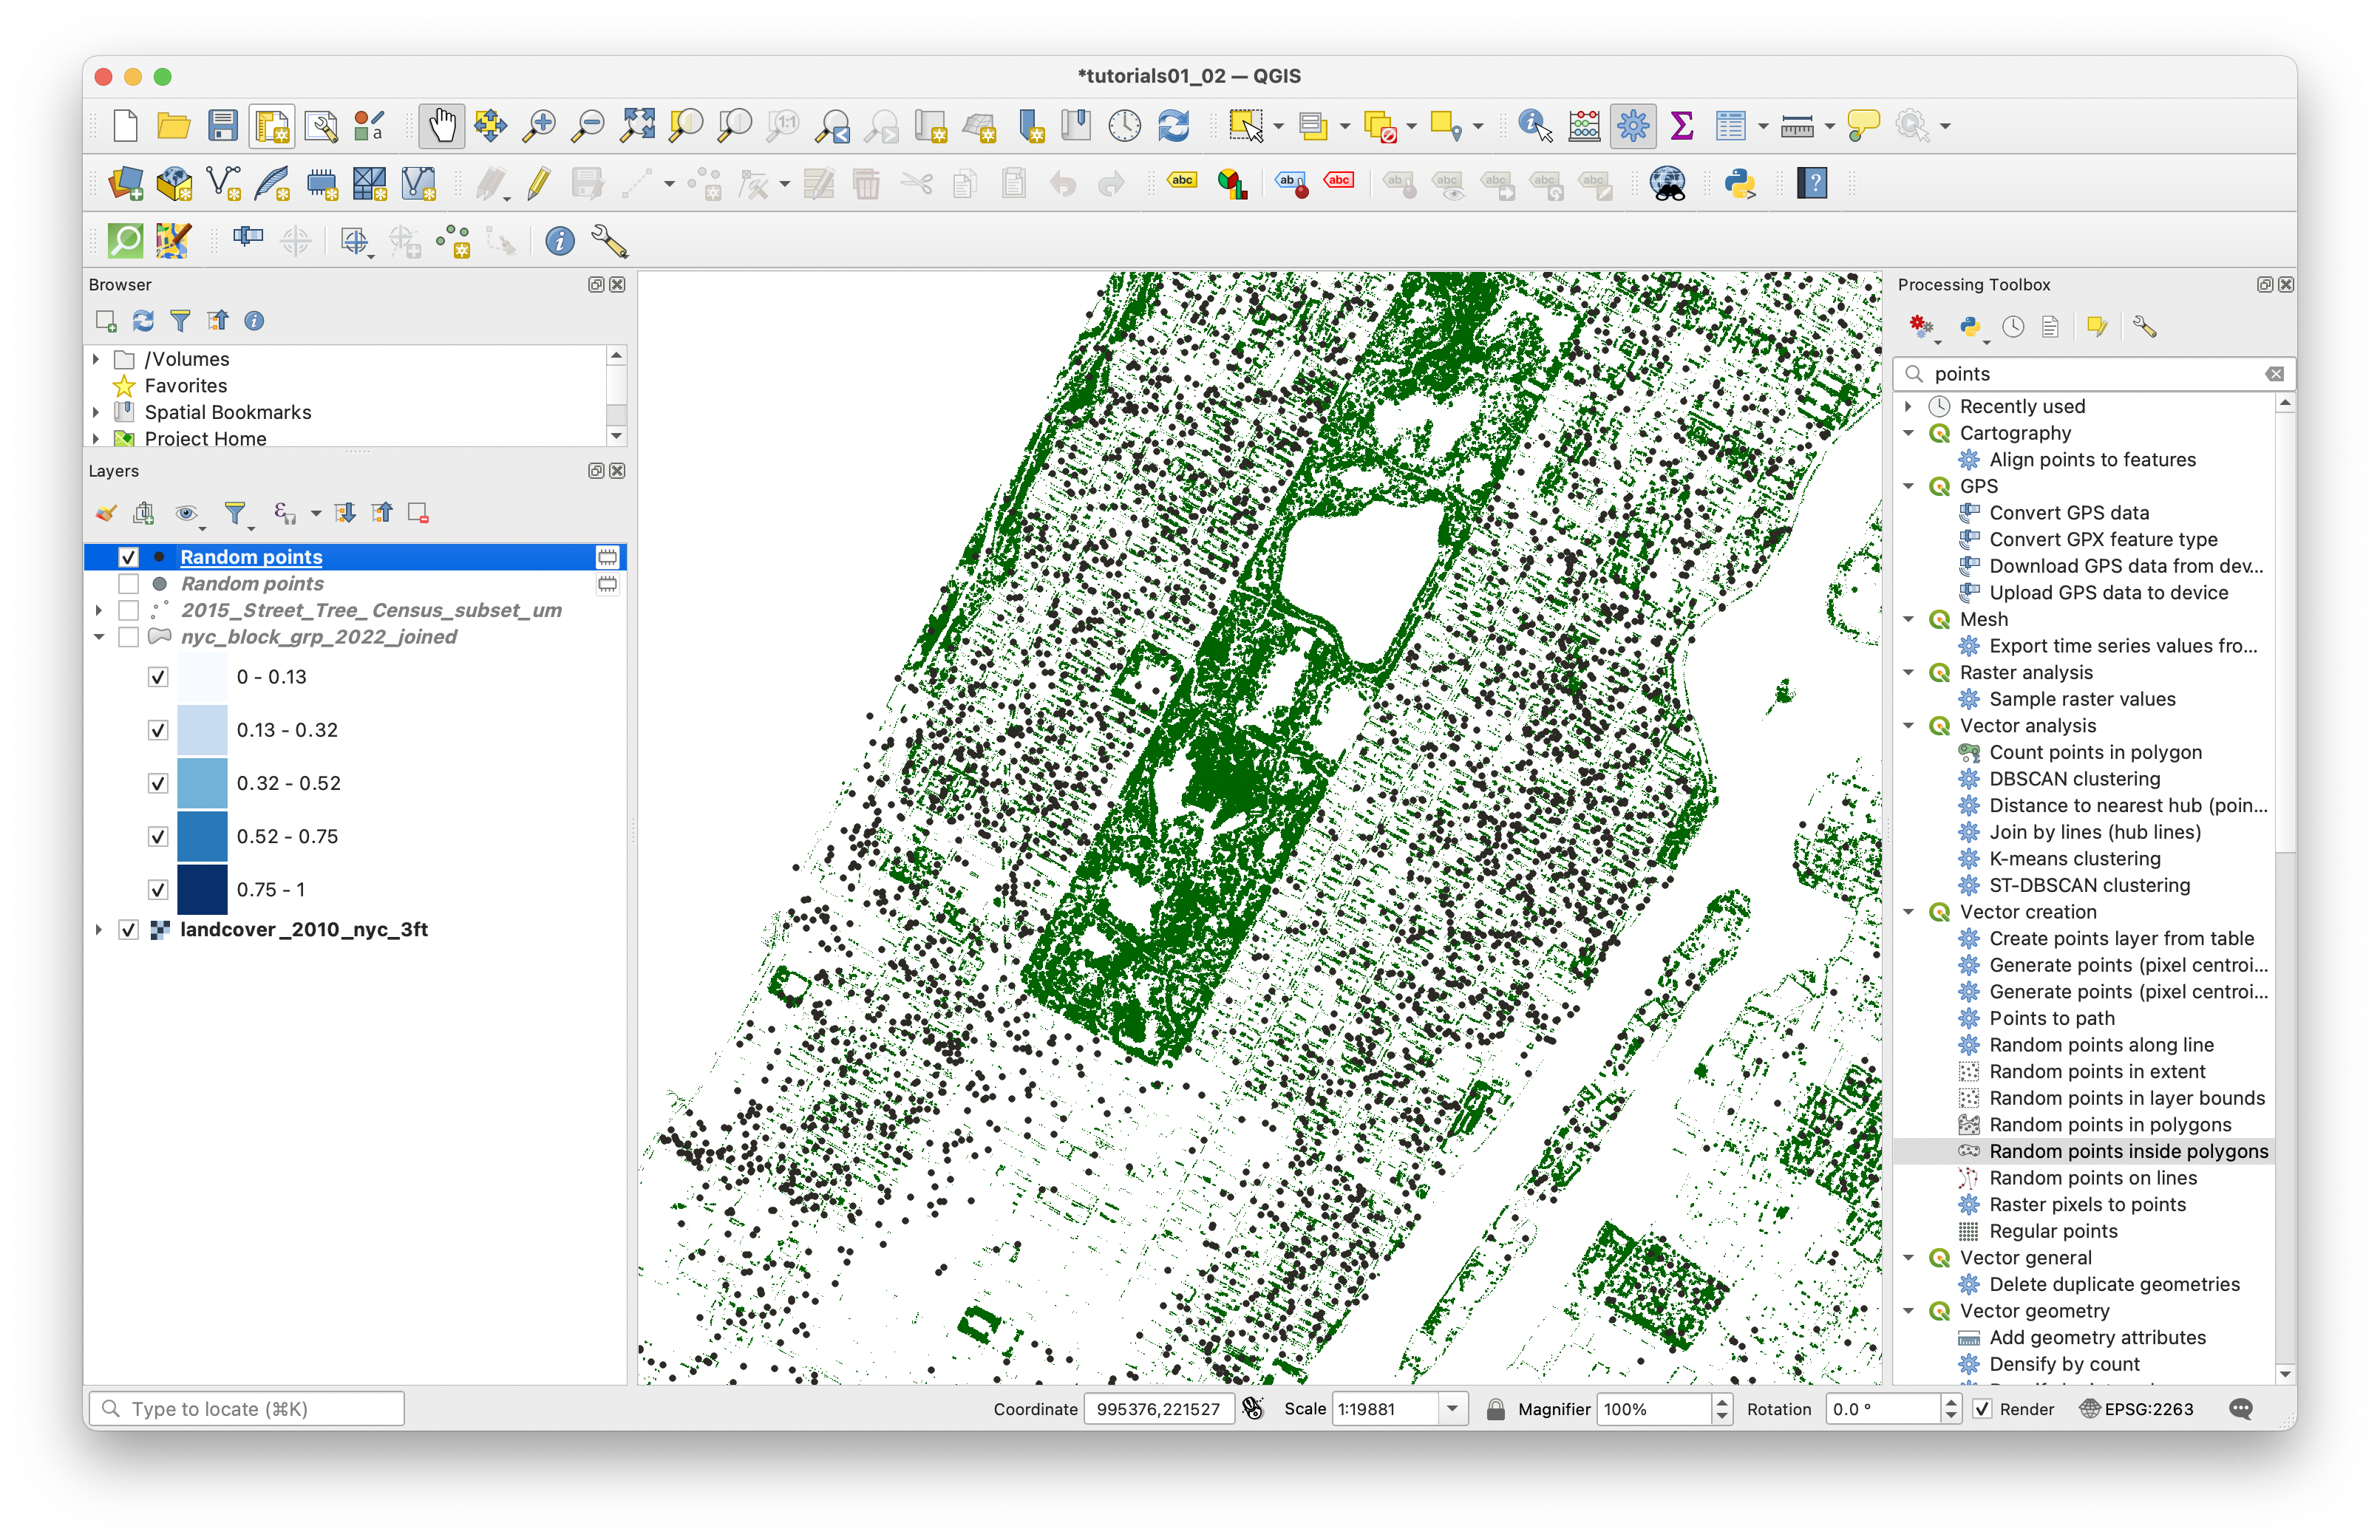 *tutorials01_02 — QGIS
Browser
/Volumes
Favorites
Spatial Bookmarks
Project Home
Layers
Random points
Random points
2015_Street_Tree_Census_subset_um
nyc_block_grp_2022_joined
0 - 0.13
0.13 - 0.32
0.32 - 0.52
0.52 - 0.75
0.75 - 1
landcover_2010_nyc_3ft
Processing Toolbox
points
Recently used
Cartography
Align points to features
GPS
Convert GPS data
Convert GPX feature type
Download GPS data from dev...
Upload GPS data to device
Mesh
Export time series values fro...
Raster analysis
Sample raster values
Vector analysis
Count points in polygon
DBSCAN clustering
Distance to nearest hub (poin...
Join by lines (hub lines)
K-means clustering
ST-DBSCAN clustering
Vector creation
Create points layer from table
Generate points (pixel centroi...
Generate points (pixel centroi...
Points to path
Random points along line
Random points in extent
Random points in layer bounds
Random points in polygons
Random points inside polygons
Random points on lines
Raster pixels to points
Regular points
Vector general
Delete duplicate geometries
Vector geometry
Add geometry attributes
Densify by count
Type to locate (⌘K)
Coordinate 995376,221527 Scale 1:19881 Magnifier 100% Rotation 0.0 ° Render EPSG:2263